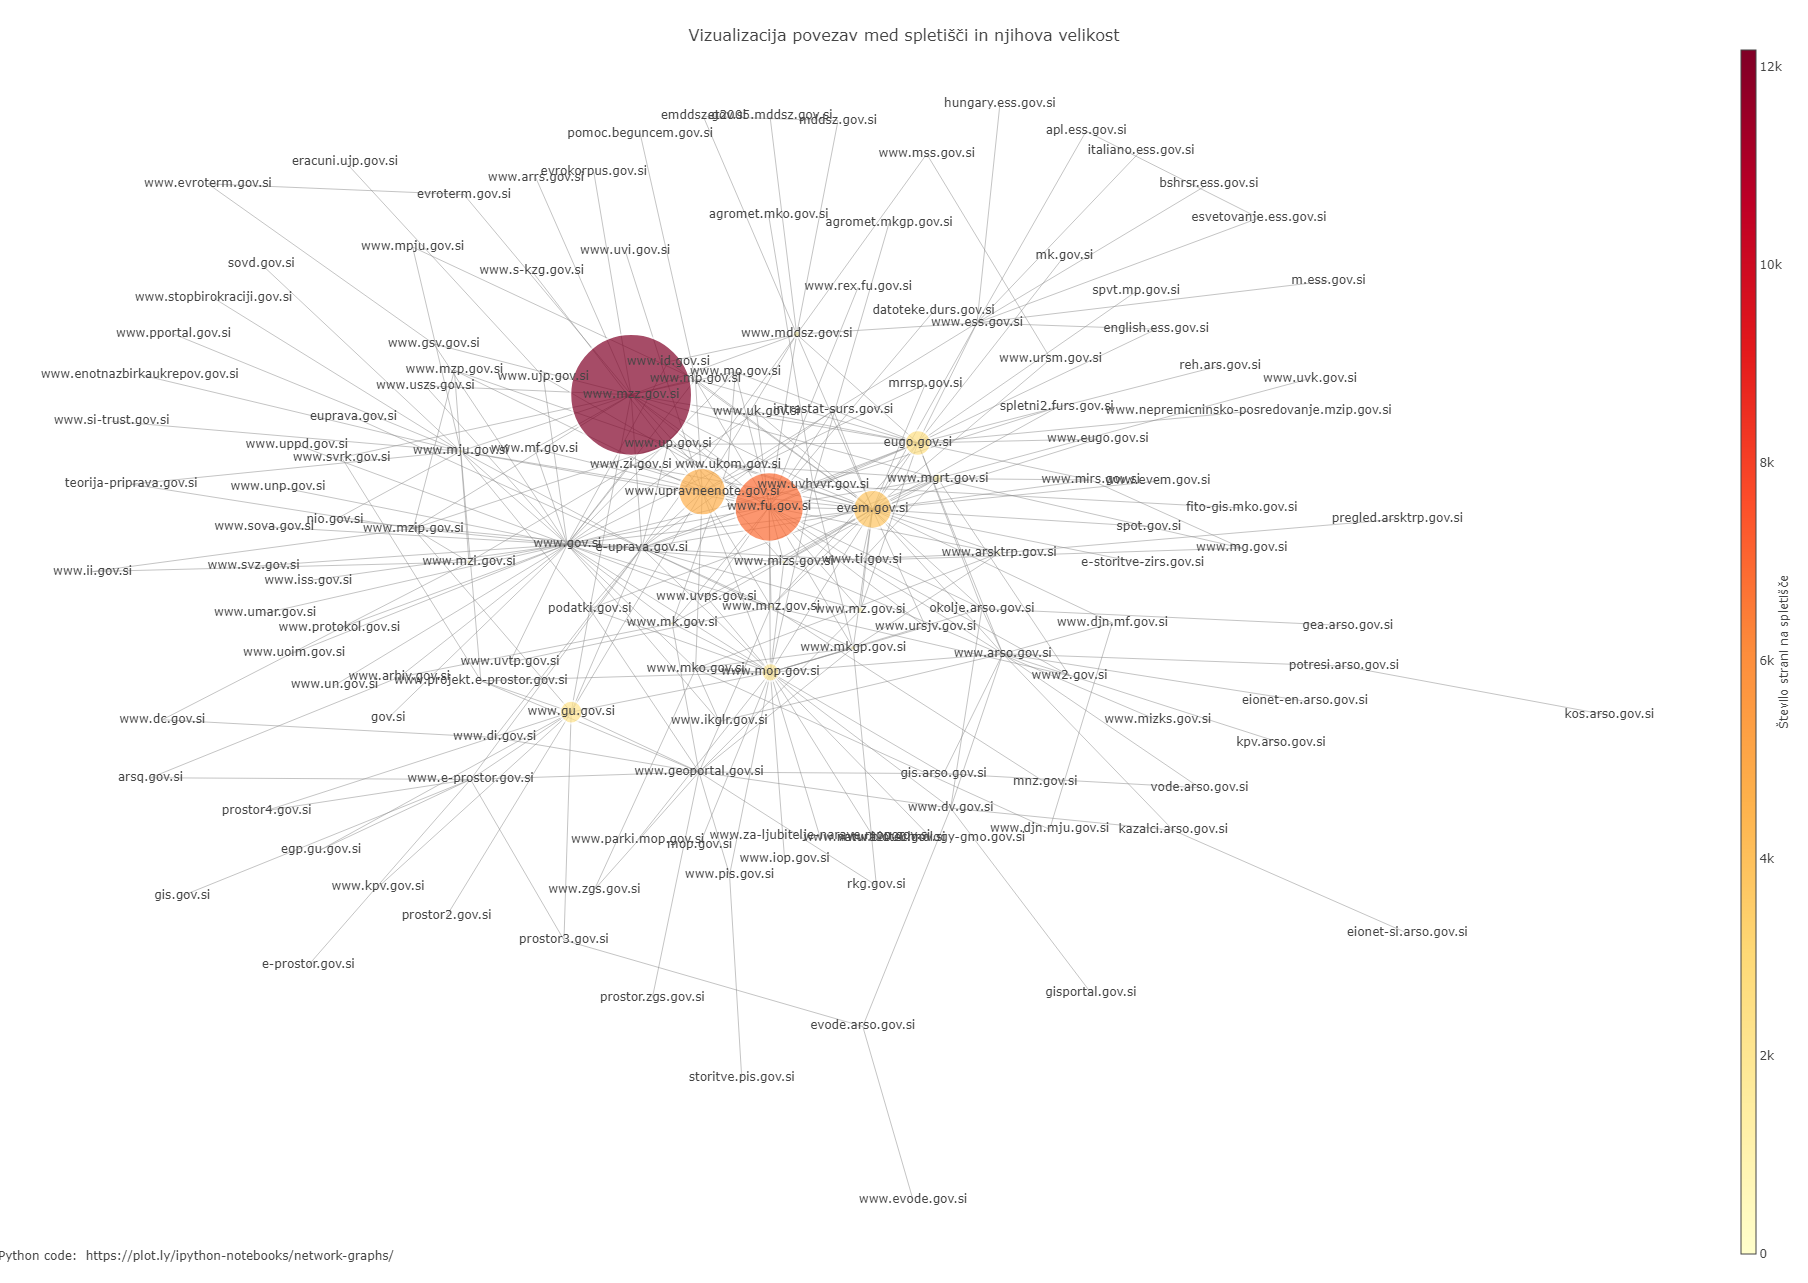 Vizualizacija povezav med spletišči in njihova velikost
12k
hungary.ess.gov.si
emddsz.gov.si
et2005.mddsz.gov.si
mddsz.gov.si
pomoc.beguncem.gov.si
apl.ess.gov.si
www.mss.gov.si
italiano.ess.gov.si
eracuni.ujp.gov.si
evrokorpus.gov.si
www.arrs.gov.si
www.evroterm.gov.si
evroterm.gov.si
bshrsr.ess.gov.si
agromet.mko.gov.si
agromet.mkgp.gov.si
esvetovanje.ess.gov.si
www.mpju.gov.si
www.uvi.gov.si
mk.gov.si
sovd.gov.si
10k
www.s-kzg.gov.si
m.ess.gov.si
www.rex.fu.gov.si
spvt.mp.gov.si
www.stopbirokraciji.gov.si
datoteke.durs.gov.si
www.ess.gov.si
www.pportal.gov.si
www.mddsz.gov.si
english.ess.gov.si
www.gsv.gov.si
www.id.gov.si
www.ursm.gov.si
reh.ars.gov.si
www.enotnazbirkaukrepov.gov.si
www.mzp.gov.si
www.ujp.gov.si
www.mp.gov.si
www.mo.gov.si
www.uvk.gov.si
www.uszs.gov.si
mrrsp.gov.si
www.mzz.gov.si
www.si-trust.gov.si
euprava.gov.si
www.uk.gov.si
intrastat-surs.gov.si
spletni2.furs.gov.si
www.nepremicninsko-posredovanje.mzip.gov.si
www.uppd.gov.si
www.up.gov.si
eugo.gov.si
www.eugo.gov.si
www.svrk.gov.si
www.mju.gov.si
www.mf.gov.si
www.zi.gov.si
www.ukom.gov.si
8k
teorija-priprava.gov.si
www.unp.gov.si
www.upravneenote.gov.si
www.uvhvvr.gov.si
www.mgrt.gov.si
www.mirs.gov.si
www.evem.gov.si
www.fu.gov.si
evem.gov.si
fito-gis.mko.gov.si
nio.gov.si
www.sova.gov.si
www.mzip.gov.si
spot.gov.si
pregled.arsktrp.gov.si
www.gov.si
e-uprava.gov.si
www.mg.gov.si
www.svz.gov.si
www.mzi.gov.si
www.mizs.gov.si
www.ti.gov.si
www.arsktrp.gov.si
e-storitve-zirs.gov.si
www.ii.gov.si
www.iss.gov.si
Število strani na spletišče
www.umar.gov.si
podatki.gov.si
www.uvps.gov.si
www.mnz.gov.si
www.mz.gov.si
okolje.arso.gov.si
www.protokol.gov.si
www.mk.gov.si
www.ursjv.gov.si
www.djn.mf.gov.si
gea.arso.gov.si
www.uoim.gov.si
www.uvtp.gov.si
www.mkgp.gov.si
www.arso.gov.si
6k
www.arhiv.gov.si
www.projekt.e-prostor.gov.si
www.mko.gov.si
www.mop.gov.si
www2.gov.si
potresi.arso.gov.si
www.un.gov.si
eionet-en.arso.gov.si
www.dc.gov.si
gov.si
www.gu.gov.si
www.ikglr.gov.si
www.mizks.gov.si
kos.arso.gov.si
www.di.gov.si
kpv.arso.gov.si
arsq.gov.si
www.e-prostor.gov.si
www.geoportal.gov.si
gis.arso.gov.si
mnz.gov.si
vode.arso.gov.si
prostor4.gov.si
www.dv.gov.si
www.djn.mju.gov.si
kazalci.arso.gov.si
www.parki.mop.gov.si
mop.gov.si
egp.gu.gov.si
www.iop.gov.si
4k
www.pis.gov.si
gis.gov.si
www.kpv.gov.si
www.zgs.gov.si
rkg.gov.si
prostor2.gov.si
prostor3.gov.si
eionet-si.arso.gov.si
e-prostor.gov.si
prostor.zgs.gov.si
gisportal.gov.si
evode.arso.gov.si
2k
storitve.pis.gov.si
www.evode.gov.si
Python code: https://plot.ly/ipython-notebooks/network-graphs/
0